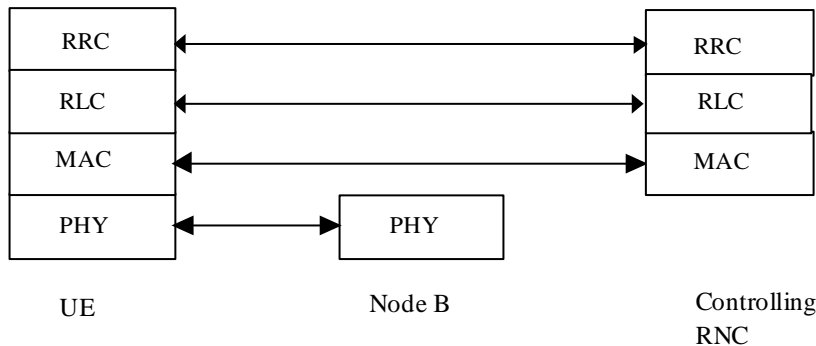 RRC RRC
RLC RLC
MAC MAC
PHY PHY
UE Node B Controlling
RNC